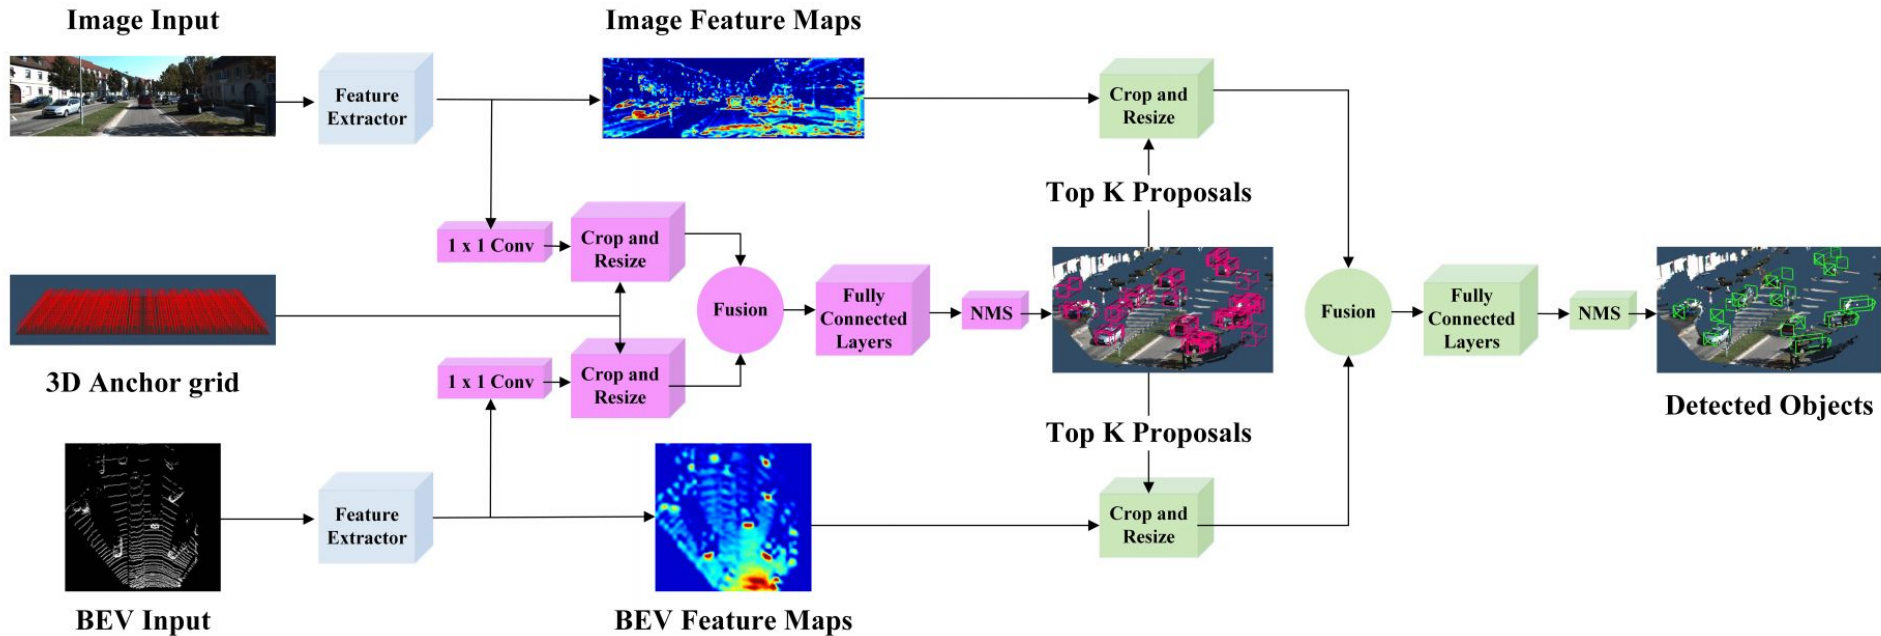 Image Input
Image Feature Maps
Feature
Extractor
Crop and
Resize
Top K Proposals
1 x 1 Conv
Crop and
Resize
Fusion
Fully
Connected
Layers
NMS
Fusion
Fully
Connected
Layers
NMS
3D Anchor grid
1 x 1 Conv
Crop and
Resize
Detected Objects
Top K Proposals
Feature
Extractor
Crop and
Resize
BEV Input
BEV Feature Maps